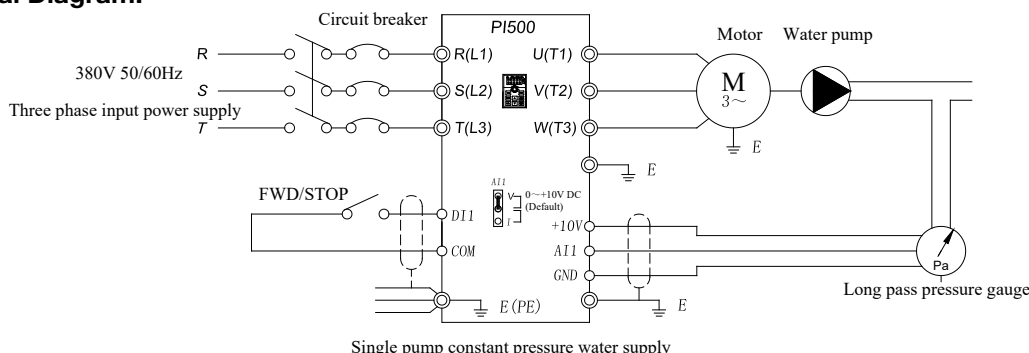 al Diagram:
Circuit breaker
PI500
R
R(L1)
U(T1)
Motor
Water pump
380V 50/60Hz
S
S(L2)
V(T2)
M
3~
Three phase input power supply
T
T(L3)
W(T3)
E
E
AI1
V
0～+10V DC
(Default)
I
FWD/STOP
DI1
+10V
COM
AI1
GND
Pa
Long pass pressure gauge
E(PE)
E
Single pump constant pressure water supply